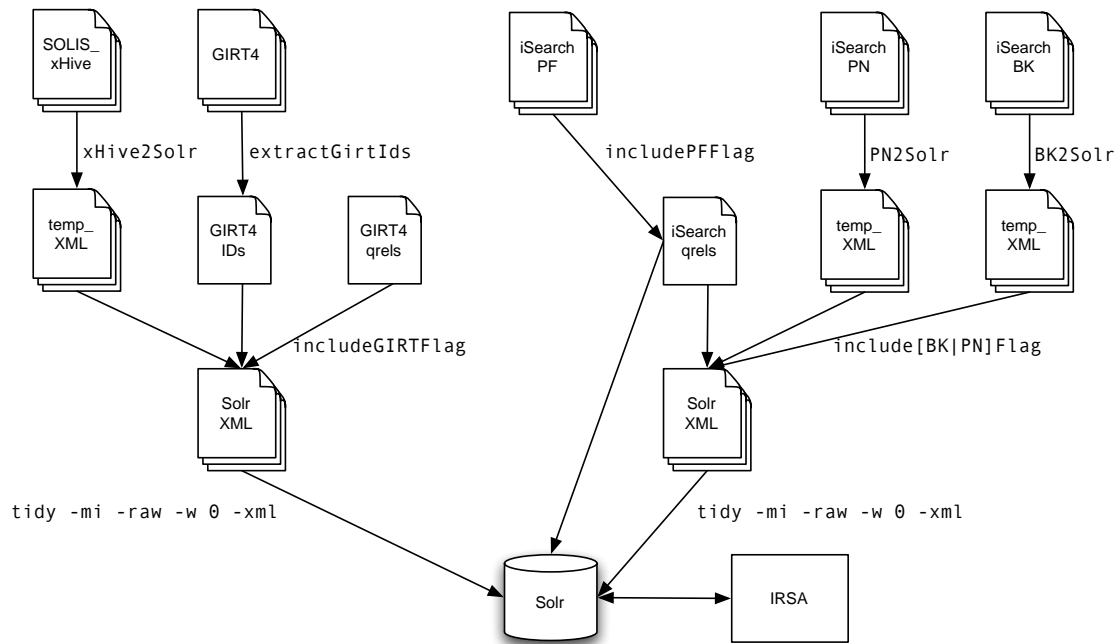 SOLIS_
xHive
GIRT4
iSearch
PF
iSearch
PN
iSearch
BK
xHive2Solr
extractGirtIds
includePFFlag
PN2Solr
BK2Solr
temp_
XML
GIRT4
IDs
GIRT4
qrels
iSearch
qrels
temp_
XML
temp_
XML
includeGIRTFlag
include[BK|PN]Flag
Solr
XML
Solr
XML
tidy -mi -raw -w 0 -xml
tidy -mi -raw -w 0 -xml
Solr
IRSA